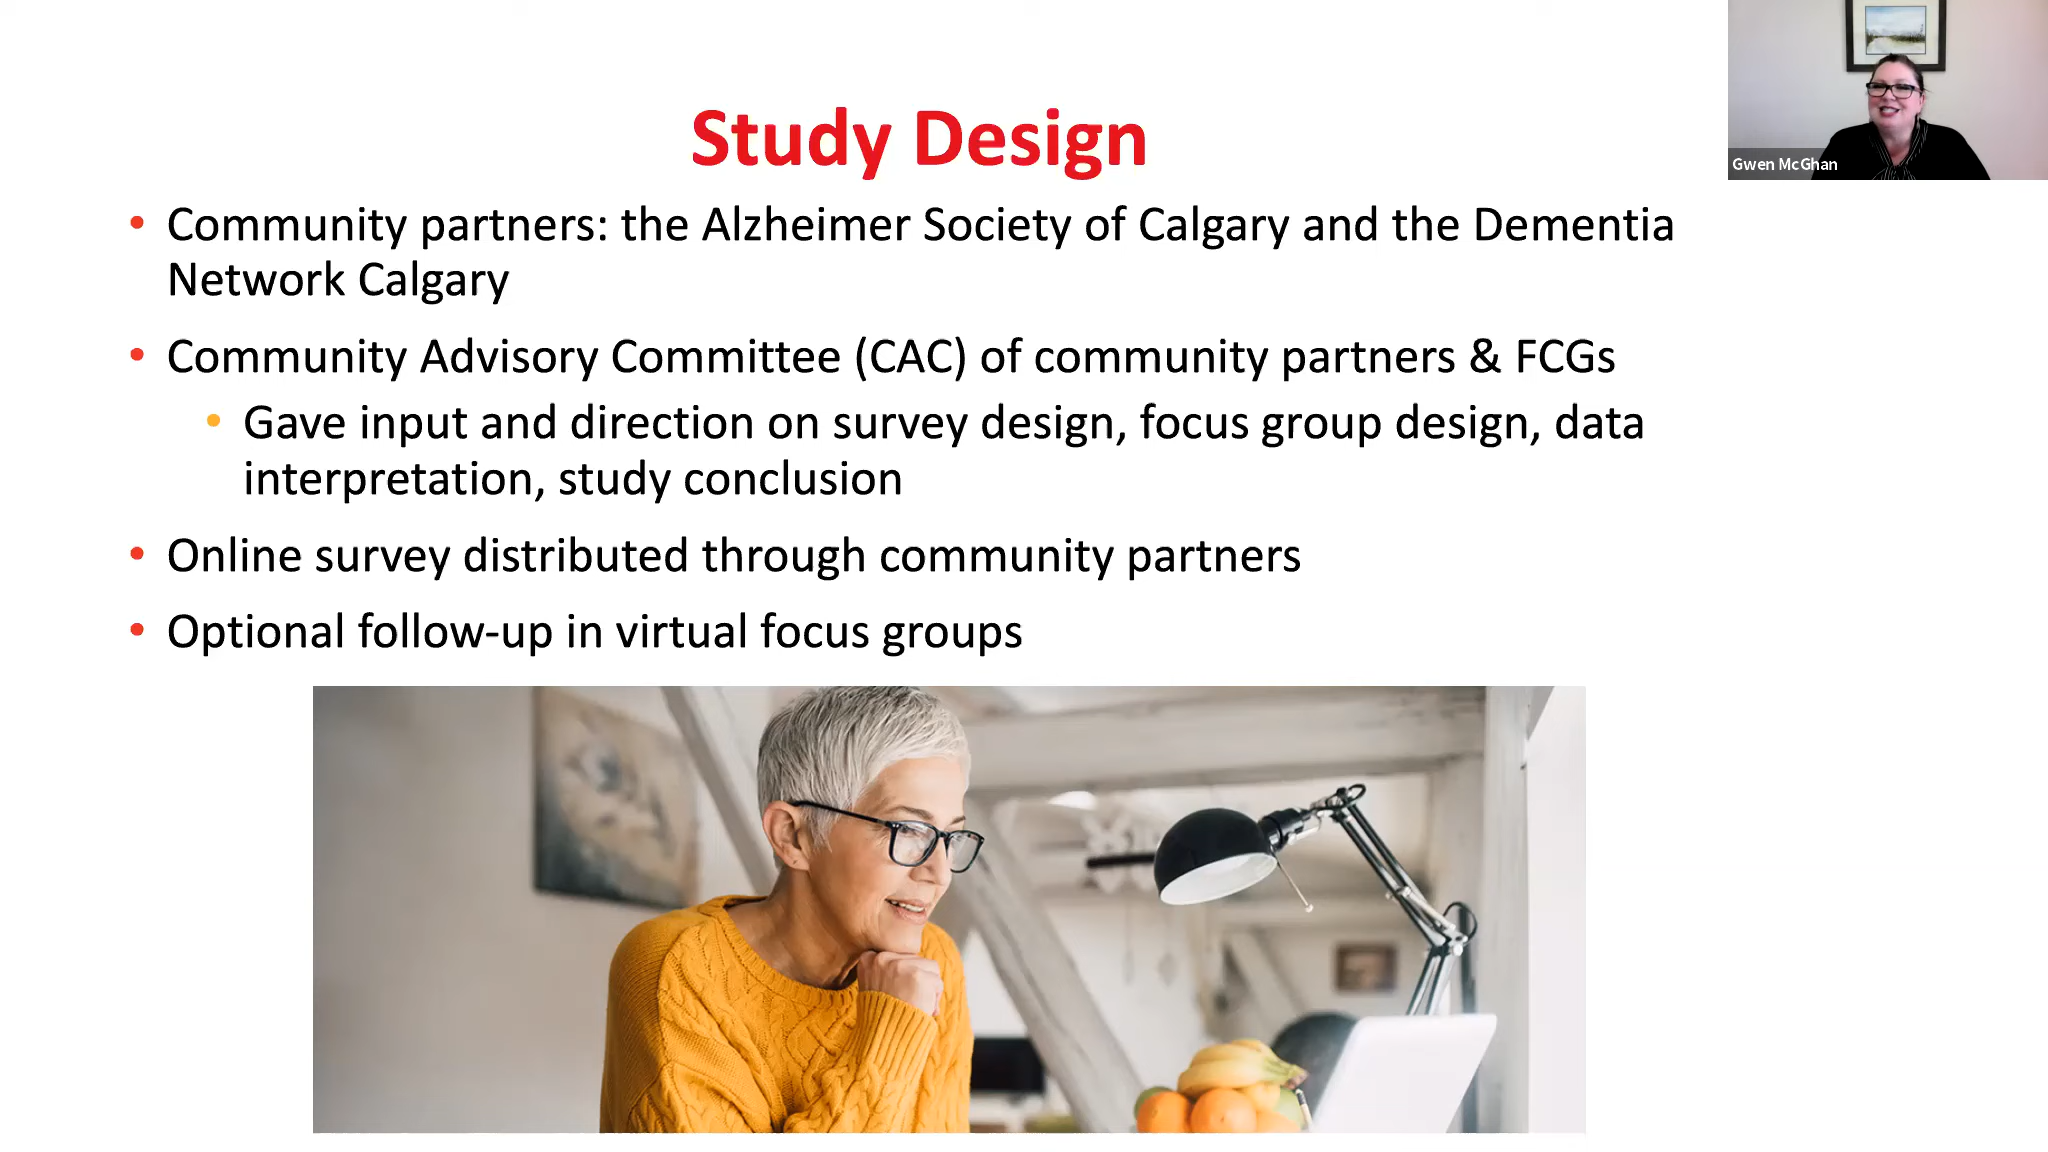 Study Design
Gwen McGhan
• Community partners: the Alzheimer Society of Calgary and the Dementia
Network Calgary
• Community Advisory Committee (CAC) of community partners & FCGs
• Gave input and direction on survey design, focus group design, data
interpretation, study conclusion
• Online survey distributed through community partners
• Optional follow-up in virtual focus groups